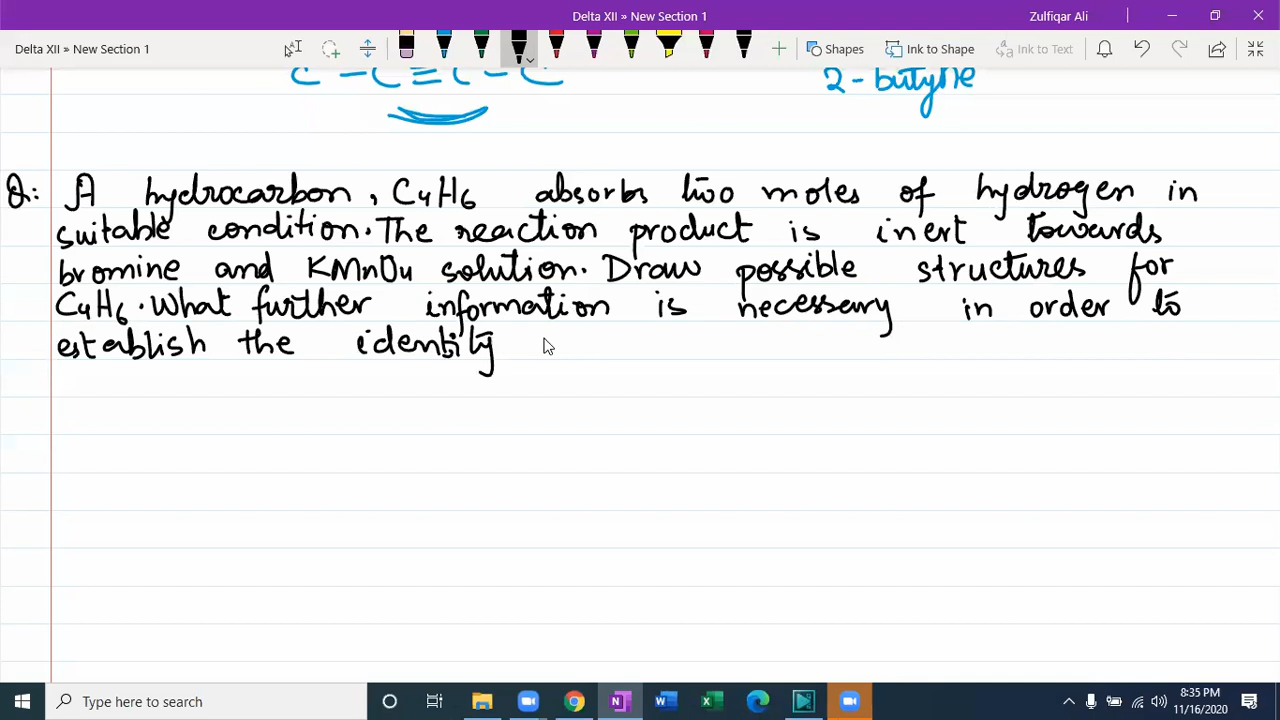 Delta XII » New Section 1
Zulfiqar Ali
Delta XII » New Section 1
Shapes
Ink to Shape
Ink to Text
C - C ≡ C - C
2 - butyne
Q: A hydrocarbon, C4H6 absorbs two moles of hydrogen in
suitable condition. The reaction product is inert towards
bromine and KMnO4 solution. Draw possible structures for
C4H6. What further information is necessary in order to
establish the identity
Type here to search
8:35 PM
11/16/2020